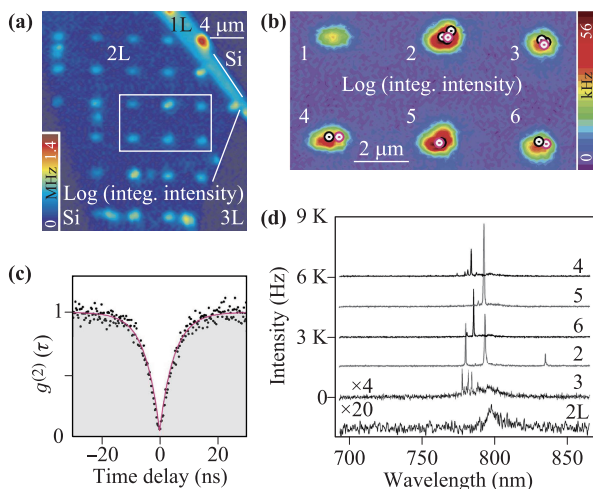 (a)
1L
4 μm
2L
Si
Log (integ. intensity)
Si
3L
0 MHz 1.4
(b)
1
2
3
Log (integ. intensity)
4
5
6
2 μm
56
kHz
0
(c)
g(2) (τ)
1
0
−20
0
20
Time delay (ns)
(d)
Intensity (Hz)
9 K
6 K
3 K
0
4
5
6
2
×4
3
×20
2L
700
750
800
850
Wavelength (nm)